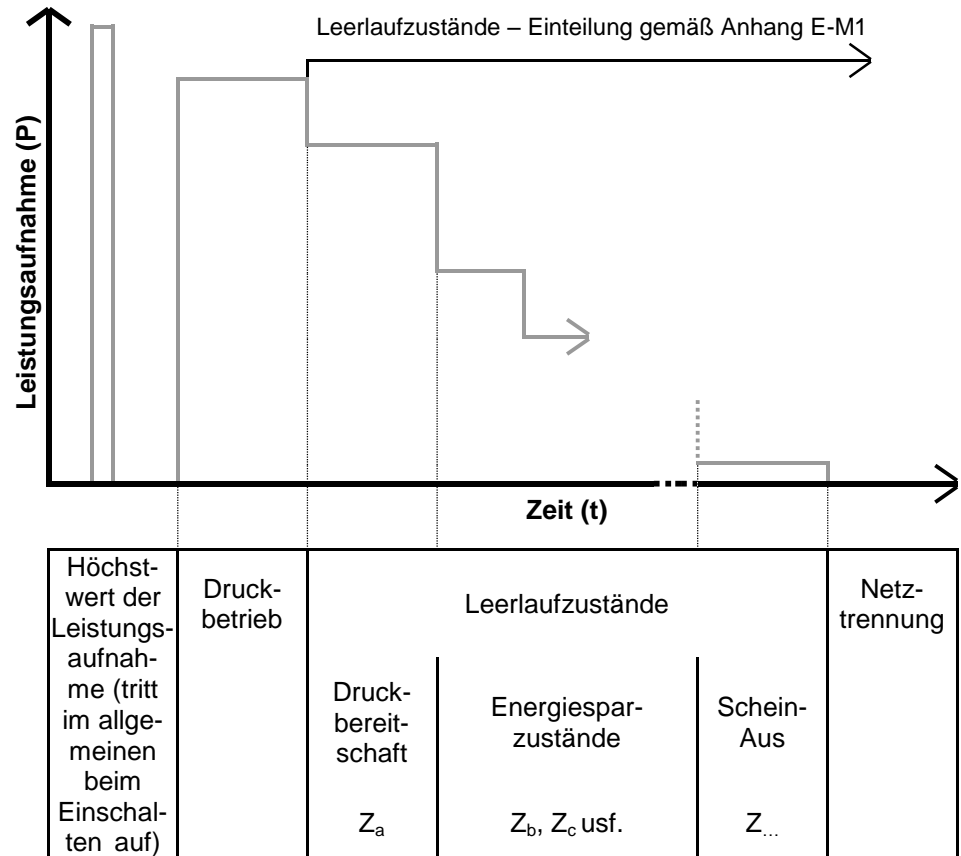 Leerlaufzustände – Einteilung gemäß Anhang E-M1
Leistungsaufnahme (P)
Zeit (t)
Höchst-
wert der
Leistungs-
aufnah-
me (tritt
im allge-
meinen
beim
Einschal-
ten auf)
Druck-
betrieb
Leerlaufzustände
Netz-
trennung
Druck-
bereit-
schaft
Za
Energiespar-
zustände
Zb, Zc usf.
Schein-
Aus
Z...